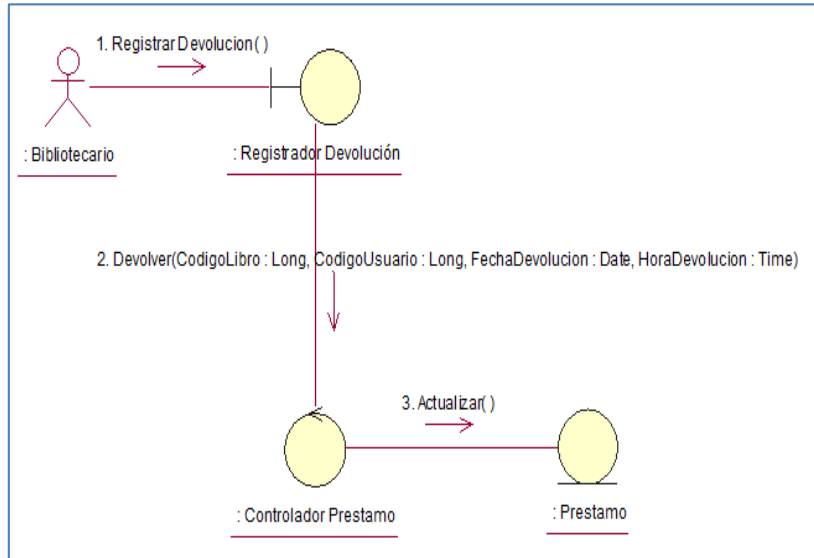 1. Registrar Devolucion( )
: Bibliotecario
: Registrador Devolución
2. Devolver(CodigoLibro : Long, CodigoUsuario : Long, FechaDevolucion : Date, HoraDevolucion : Time)
3. Actualizar( )
: Controlador Prestamo
: Prestamo